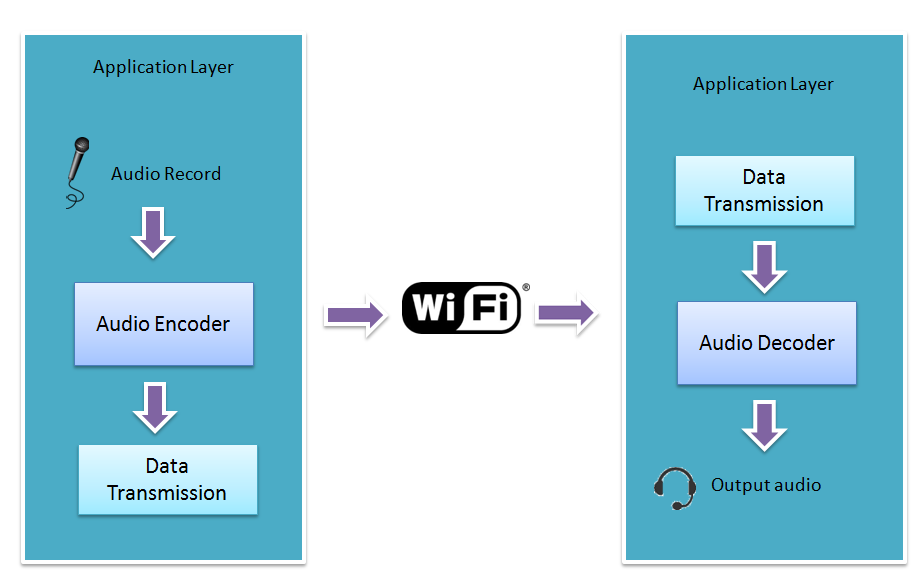 Application Layer
Audio Record
Audio Encoder
Data
Transmission
WiFi®
Application Layer
Data
Transmission
Audio Decoder
Output audio